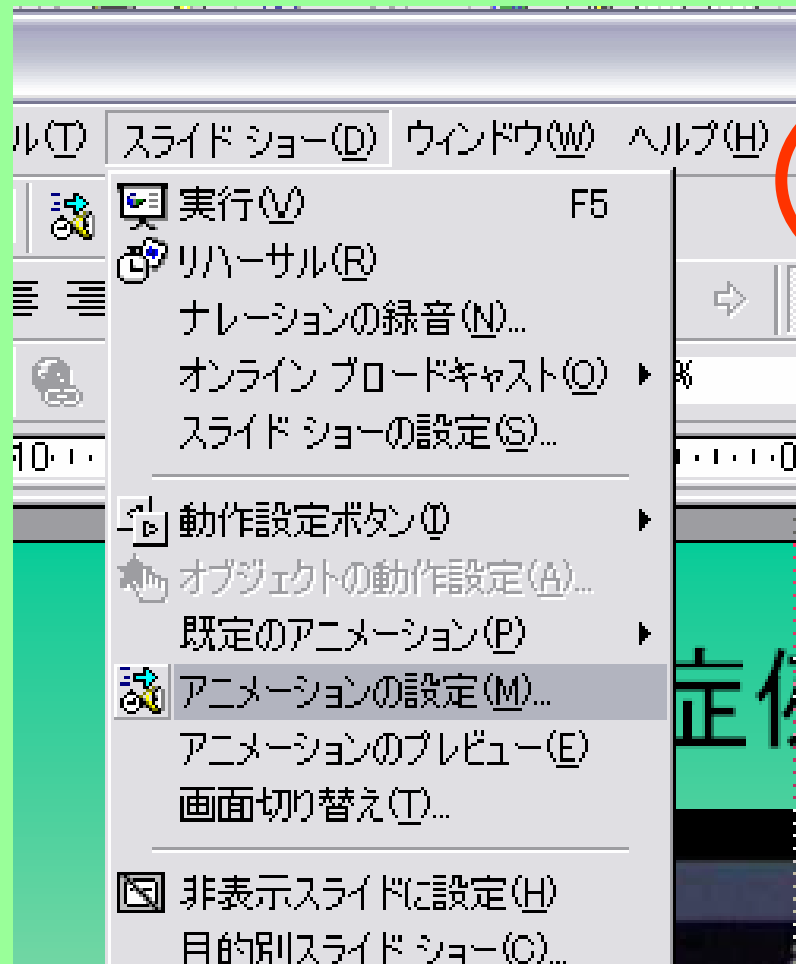 ル(T) スライド ショー(D) ウィンドウ(W) ヘルプ(H)
実行(V) F5
リハーサル(R)
ナレーションの録音(N)...
オンライン ブロードキャスト(O)
%
スライド ショーの設定(S)...
10 0
動作設定ボタン(I)
オブジェクトの動作設定(A)...
既定のアニメーション(P)
アニメーションの設定(M)...
症例
アニメーションのプレビュー(E)
画面切り替え(T)...
非表示スライドに設定(H)
目的別スライド ショー(C)...